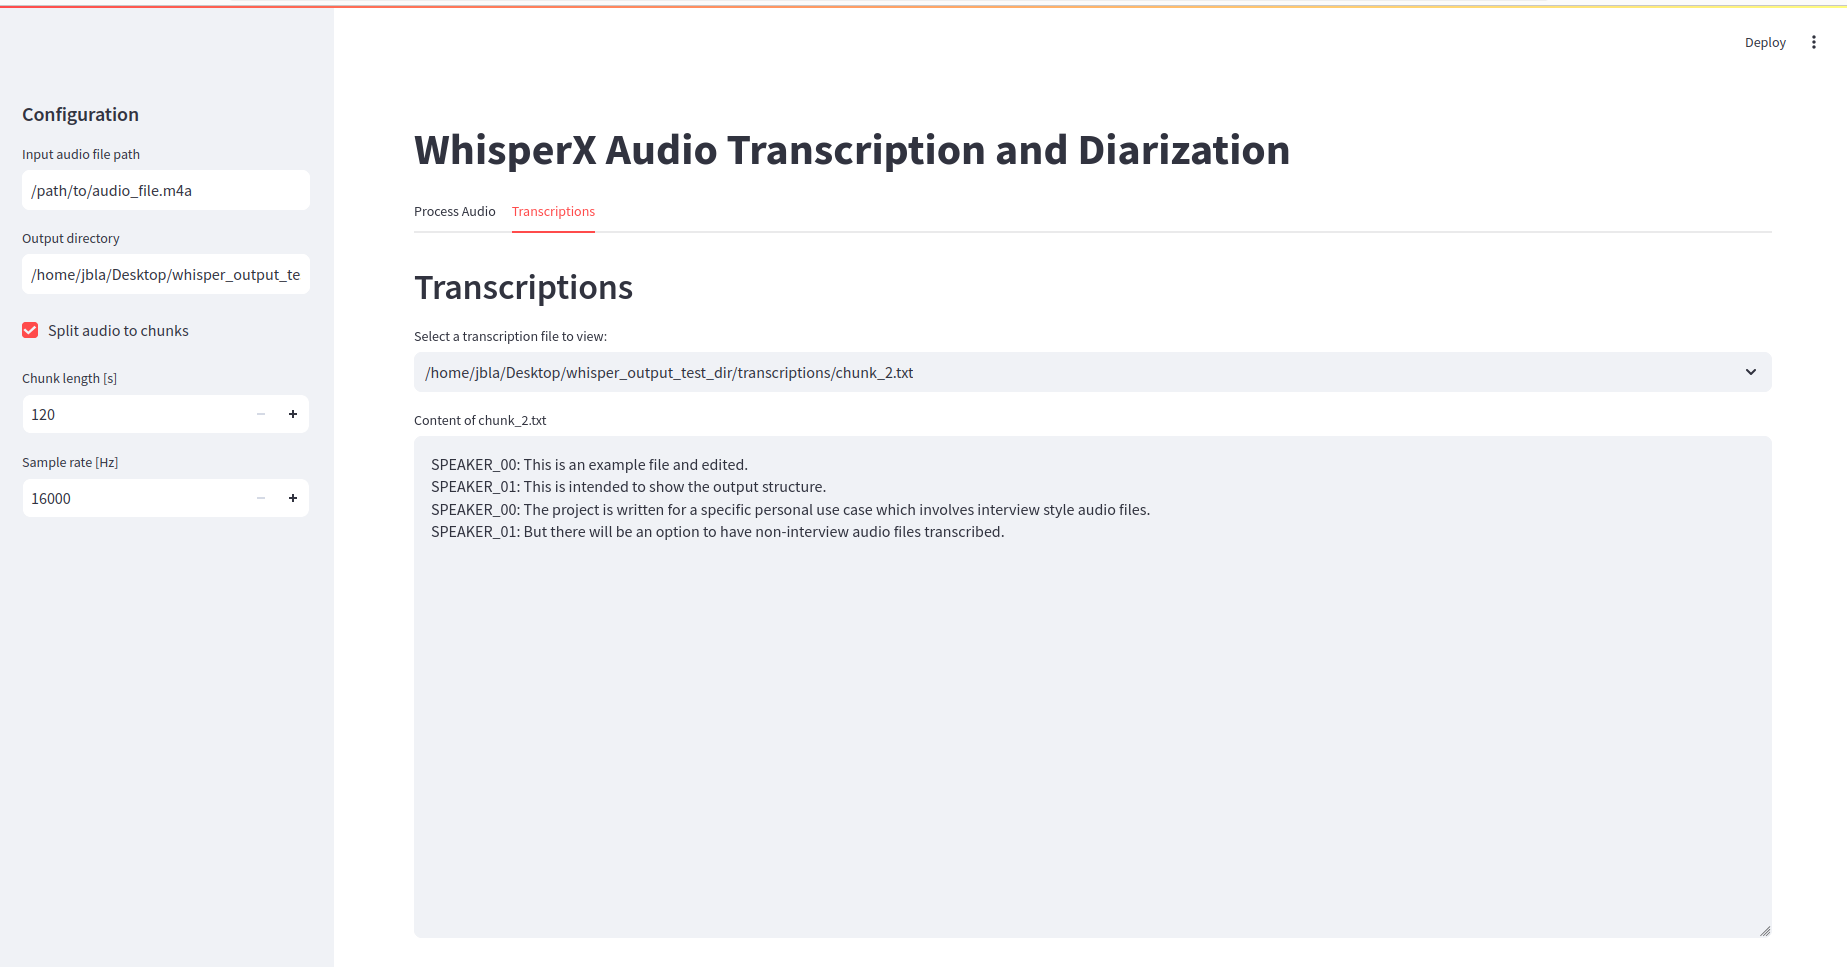 Deploy
Configuration
Input audio file path
/path/to/audio_file.m4a
Output directory
/home/jbla/Desktop/whisper_output_te
Split audio to chunks
Chunk length [s]
120
Sample rate [Hz]
16000
WhisperX Audio Transcription and Diarization
Process Audio Transcriptions
Transcriptions
Select a transcription file to view:
/home/jbla/Desktop/whisper_output_test_dir/transcriptions/chunk_2.txt
Content of chunk_2.txt
SPEAKER_00: This is an example file and edited.
SPEAKER_01: This is intended to show the output structure.
SPEAKER_00: The project is written for a specific personal use case which involves interview style audio files.
SPEAKER_01: But there will be an option to have non-interview audio files transcribed.